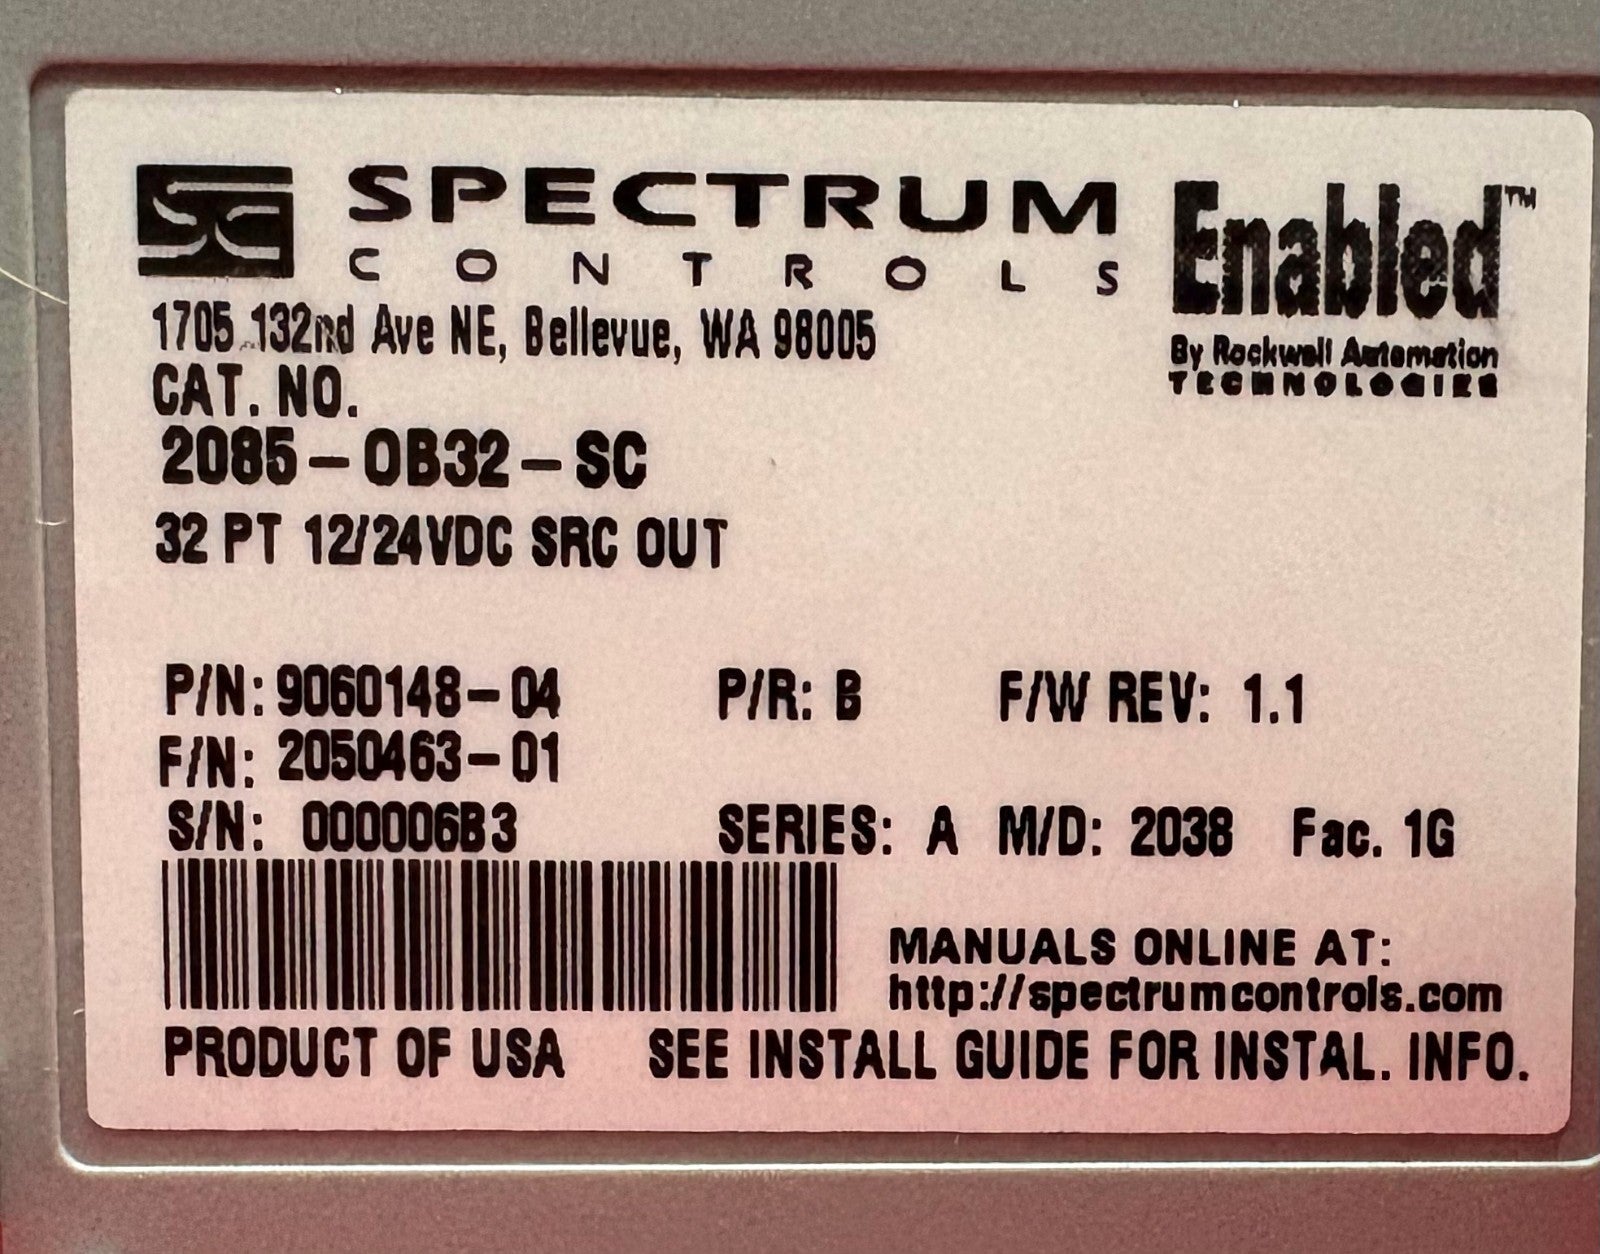 SC SPECTRUM
CONTROLS
Enabled™
By Rockwell Automation
TECHNOLOGIES
1705 132nd Ave NE, Bellevue, WA 98005
CAT. NO.
2085-OB32-SC
32 PT 12/24VDC SRC OUT
P/N: 9060148-04 P/R: B F/W REV: 1.1
F/N: 2050463-01
S/N: 000006B3 SERIES: A M/D: 2038 Fac. 1G
MANUALS ONLINE AT:
http://spectrumcontrols.com
PRODUCT OF USA SEE INSTALL GUIDE FOR INSTAL. INFO.